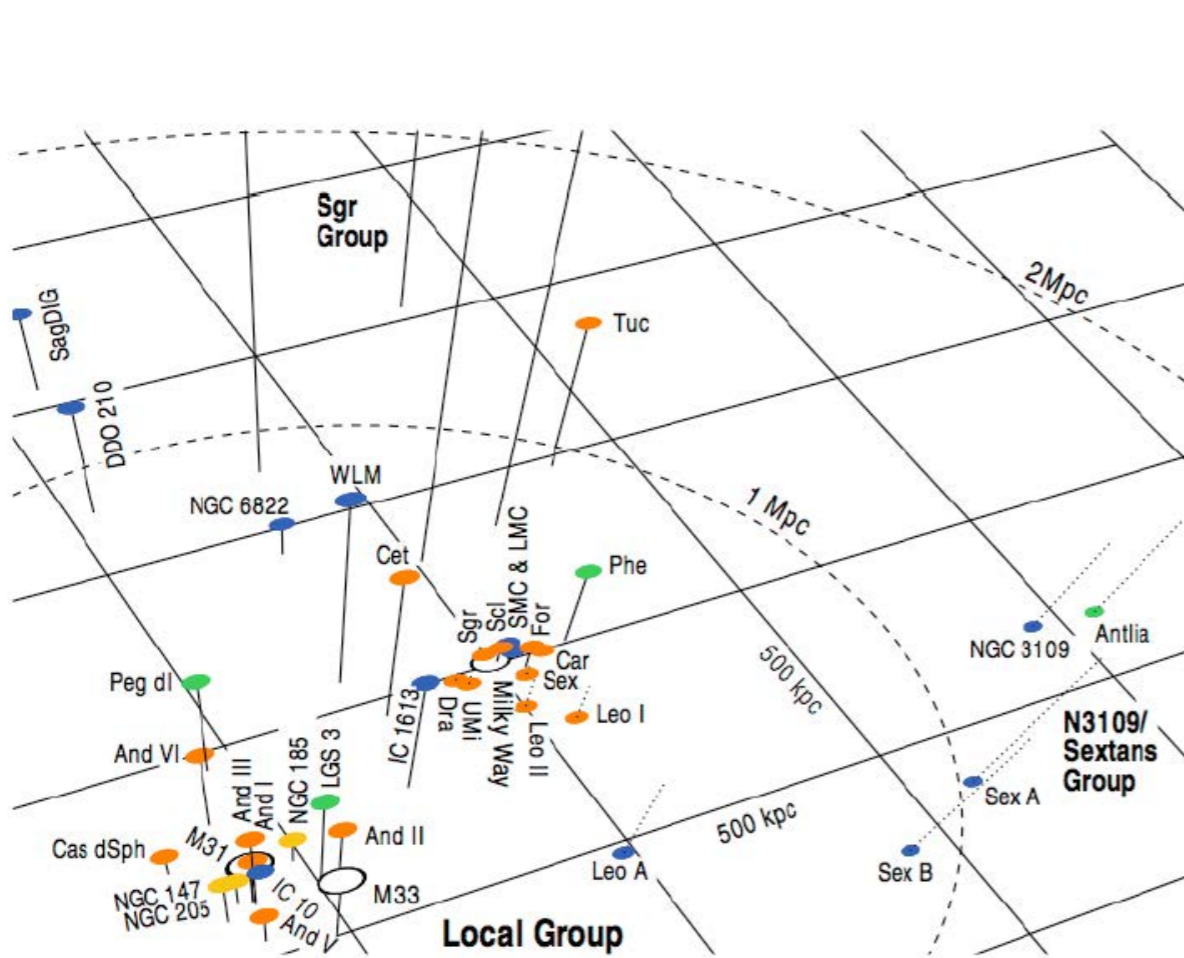 Sgr
Group
2Mpc
SagDIG
Tuc
DDO 210
WLM
NGC 6822
1 Mpc
Cet
Phe
Sgr
Scl
SMC & LMC
For
Antlia
NGC 3109
Car
Sex
500 kpc
Peg dI
IC 1613
Dra
UMi
Milky Way
Leo II
Leo I
N3109/
Sextans
Group
And VI
And III
And I
NGC 185
LGS 3
And II
Sex A
500 kpc
Cas dSph
M31
Leo A
Sex B
NGC 147
NGC 205
IC 10
And V
M33
Local Group